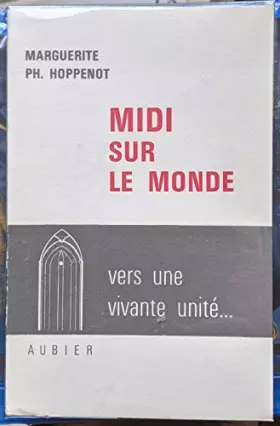 MARGUERITE
PH. HOPPENOT
MIDI
SUR
LE MONDE
vers une
vivante unité...
AUBIER